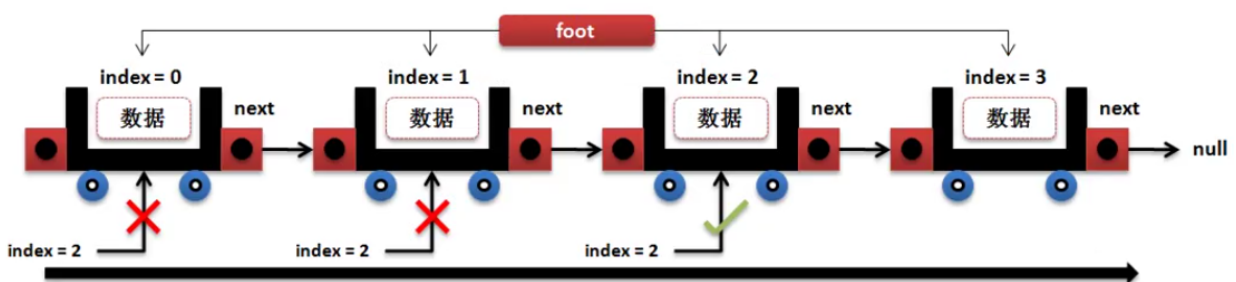 foot
index = 0
index = 1
index = 2
index = 3
数据
next
数据
next
数据
next
数据
next
null
index = 2
index = 2
index = 2